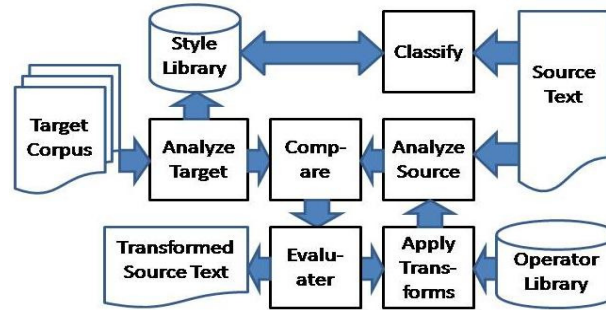 Style
Library
Classify
Source
Text
Target
Corpus
Analyze
Target
Comp-
are
Analyze
Source
Transformed
Source Text
Evalu-
ater
Apply
Trans-
forms
Operator
Library